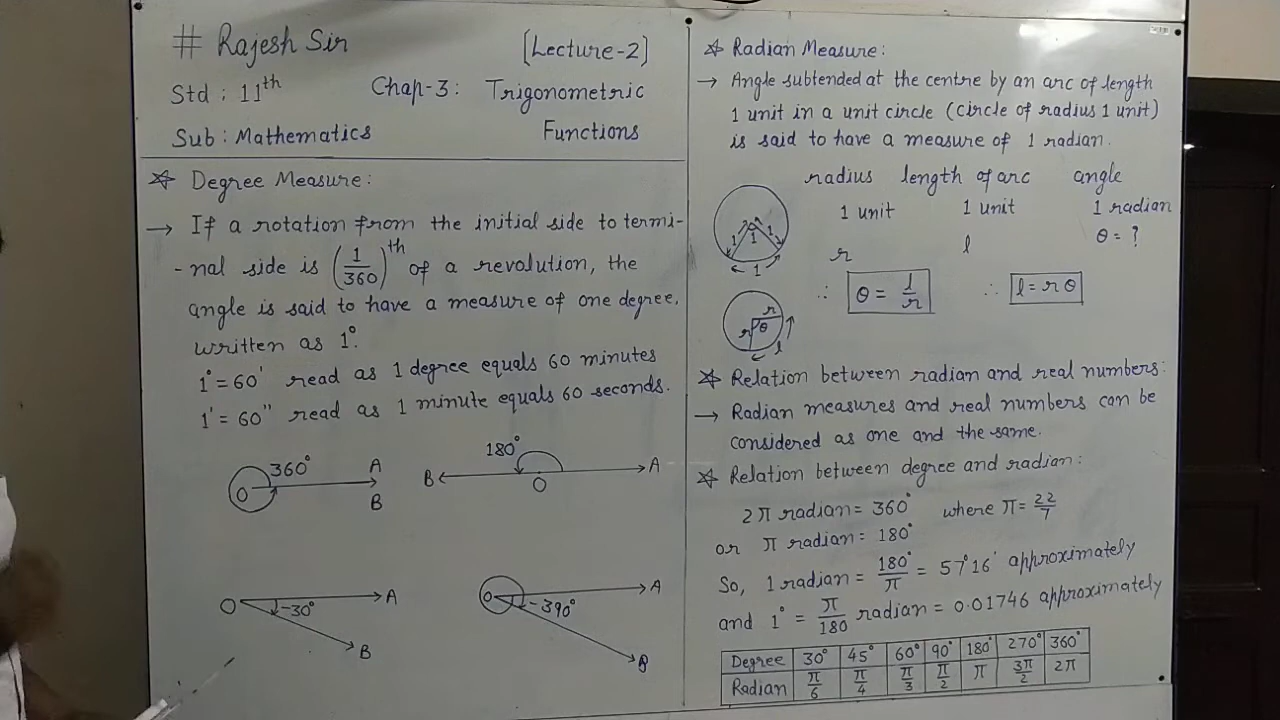 # Rajesh Sir [Lecture-2]
Std : 11th Chap-3 : Trigonometric
Sub : Mathematics Functions
☆ Degree Measure :
→ If a rotation from the initial side to termi-
-nal side is (1/360)th of a revolution, the
angle is said to have a measure of one degree,
written as 1°.
1° = 60' read as 1 degree equals 60 minutes
1' = 60" read as 1 minute equals 60 seconds.
O 360° A B
B 180° O A
O -30° A B
O -390° A B
☆ Radian Measure :
→ Angle subtended at the centre by an arc of length
1 unit in a unit circle (circle of radius 1 unit)
is said to have a measure of 1 radian.
radius length of arc angle
1 unit 1 unit 1 radian
r l θ = ?
1 1 1 1
∴ θ = l/r ∴ l = r θ
r r θ l
☆ Relation between radian and real numbers :
→ Radian measures and real numbers can be
considered as one and the same.
☆ Relation between degree and radian :
2π radian = 360° where π = 22/7
or π radian = 180°
So, 1 radian = 180°/π = 57°16' approximately
and 1° = π/180 radian = 0.01746 approximately
Degree 30° 45° 60° 90° 180° 270° 360°
Radian π/6 π/4 π/3 π/2 π 3π/2 2π